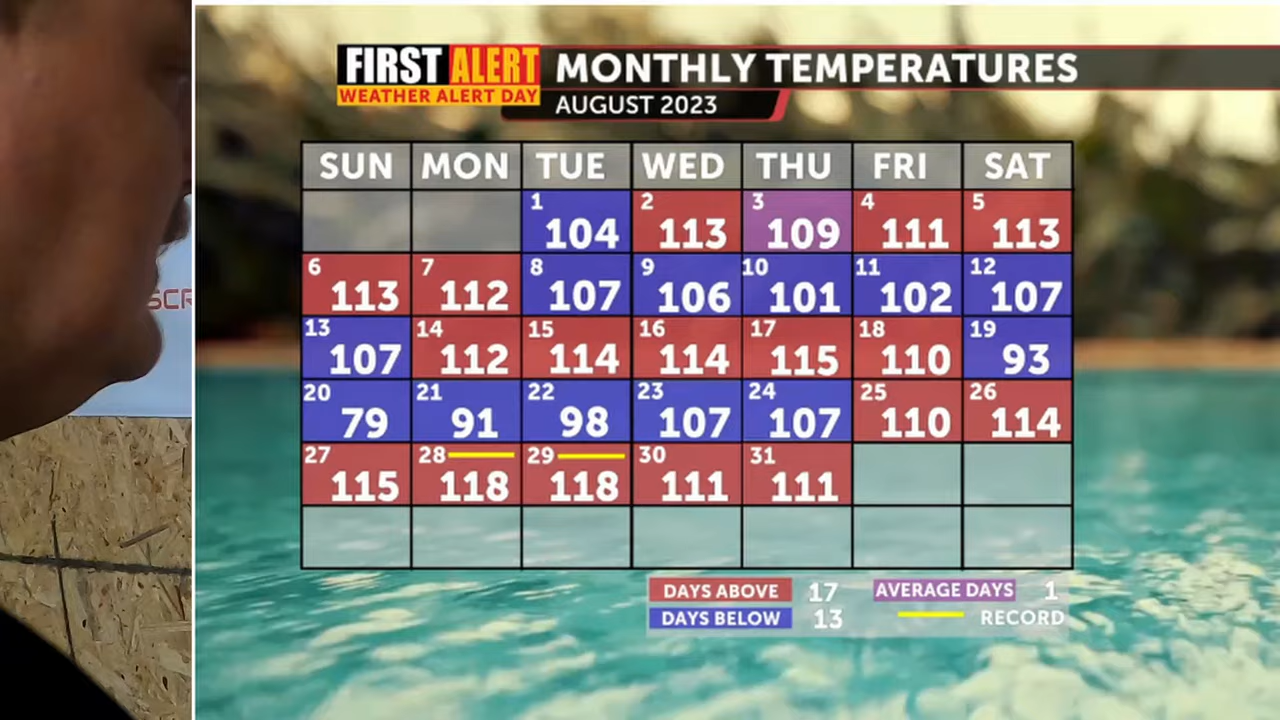 SCR
FIRST ALERT
WEATHER ALERT DAY
MONTHLY TEMPERATURES
AUGUST 2023
SUN MON TUE WED THU FRI SAT
1 2 3 4 5
104 113 109 111 113
6 7 8 9 10 11 12
113 112 107 106 101 102 107
13 14 15 16 17 18 19
107 112 114 114 115 110 93
20 21 22 23 24 25 26
79 91 98 107 107 110 114
27 28 29 30 31
115 118 118 111 111
DAYS ABOVE 17 AVERAGE DAYS 1
DAYS BELOW 13 RECORD